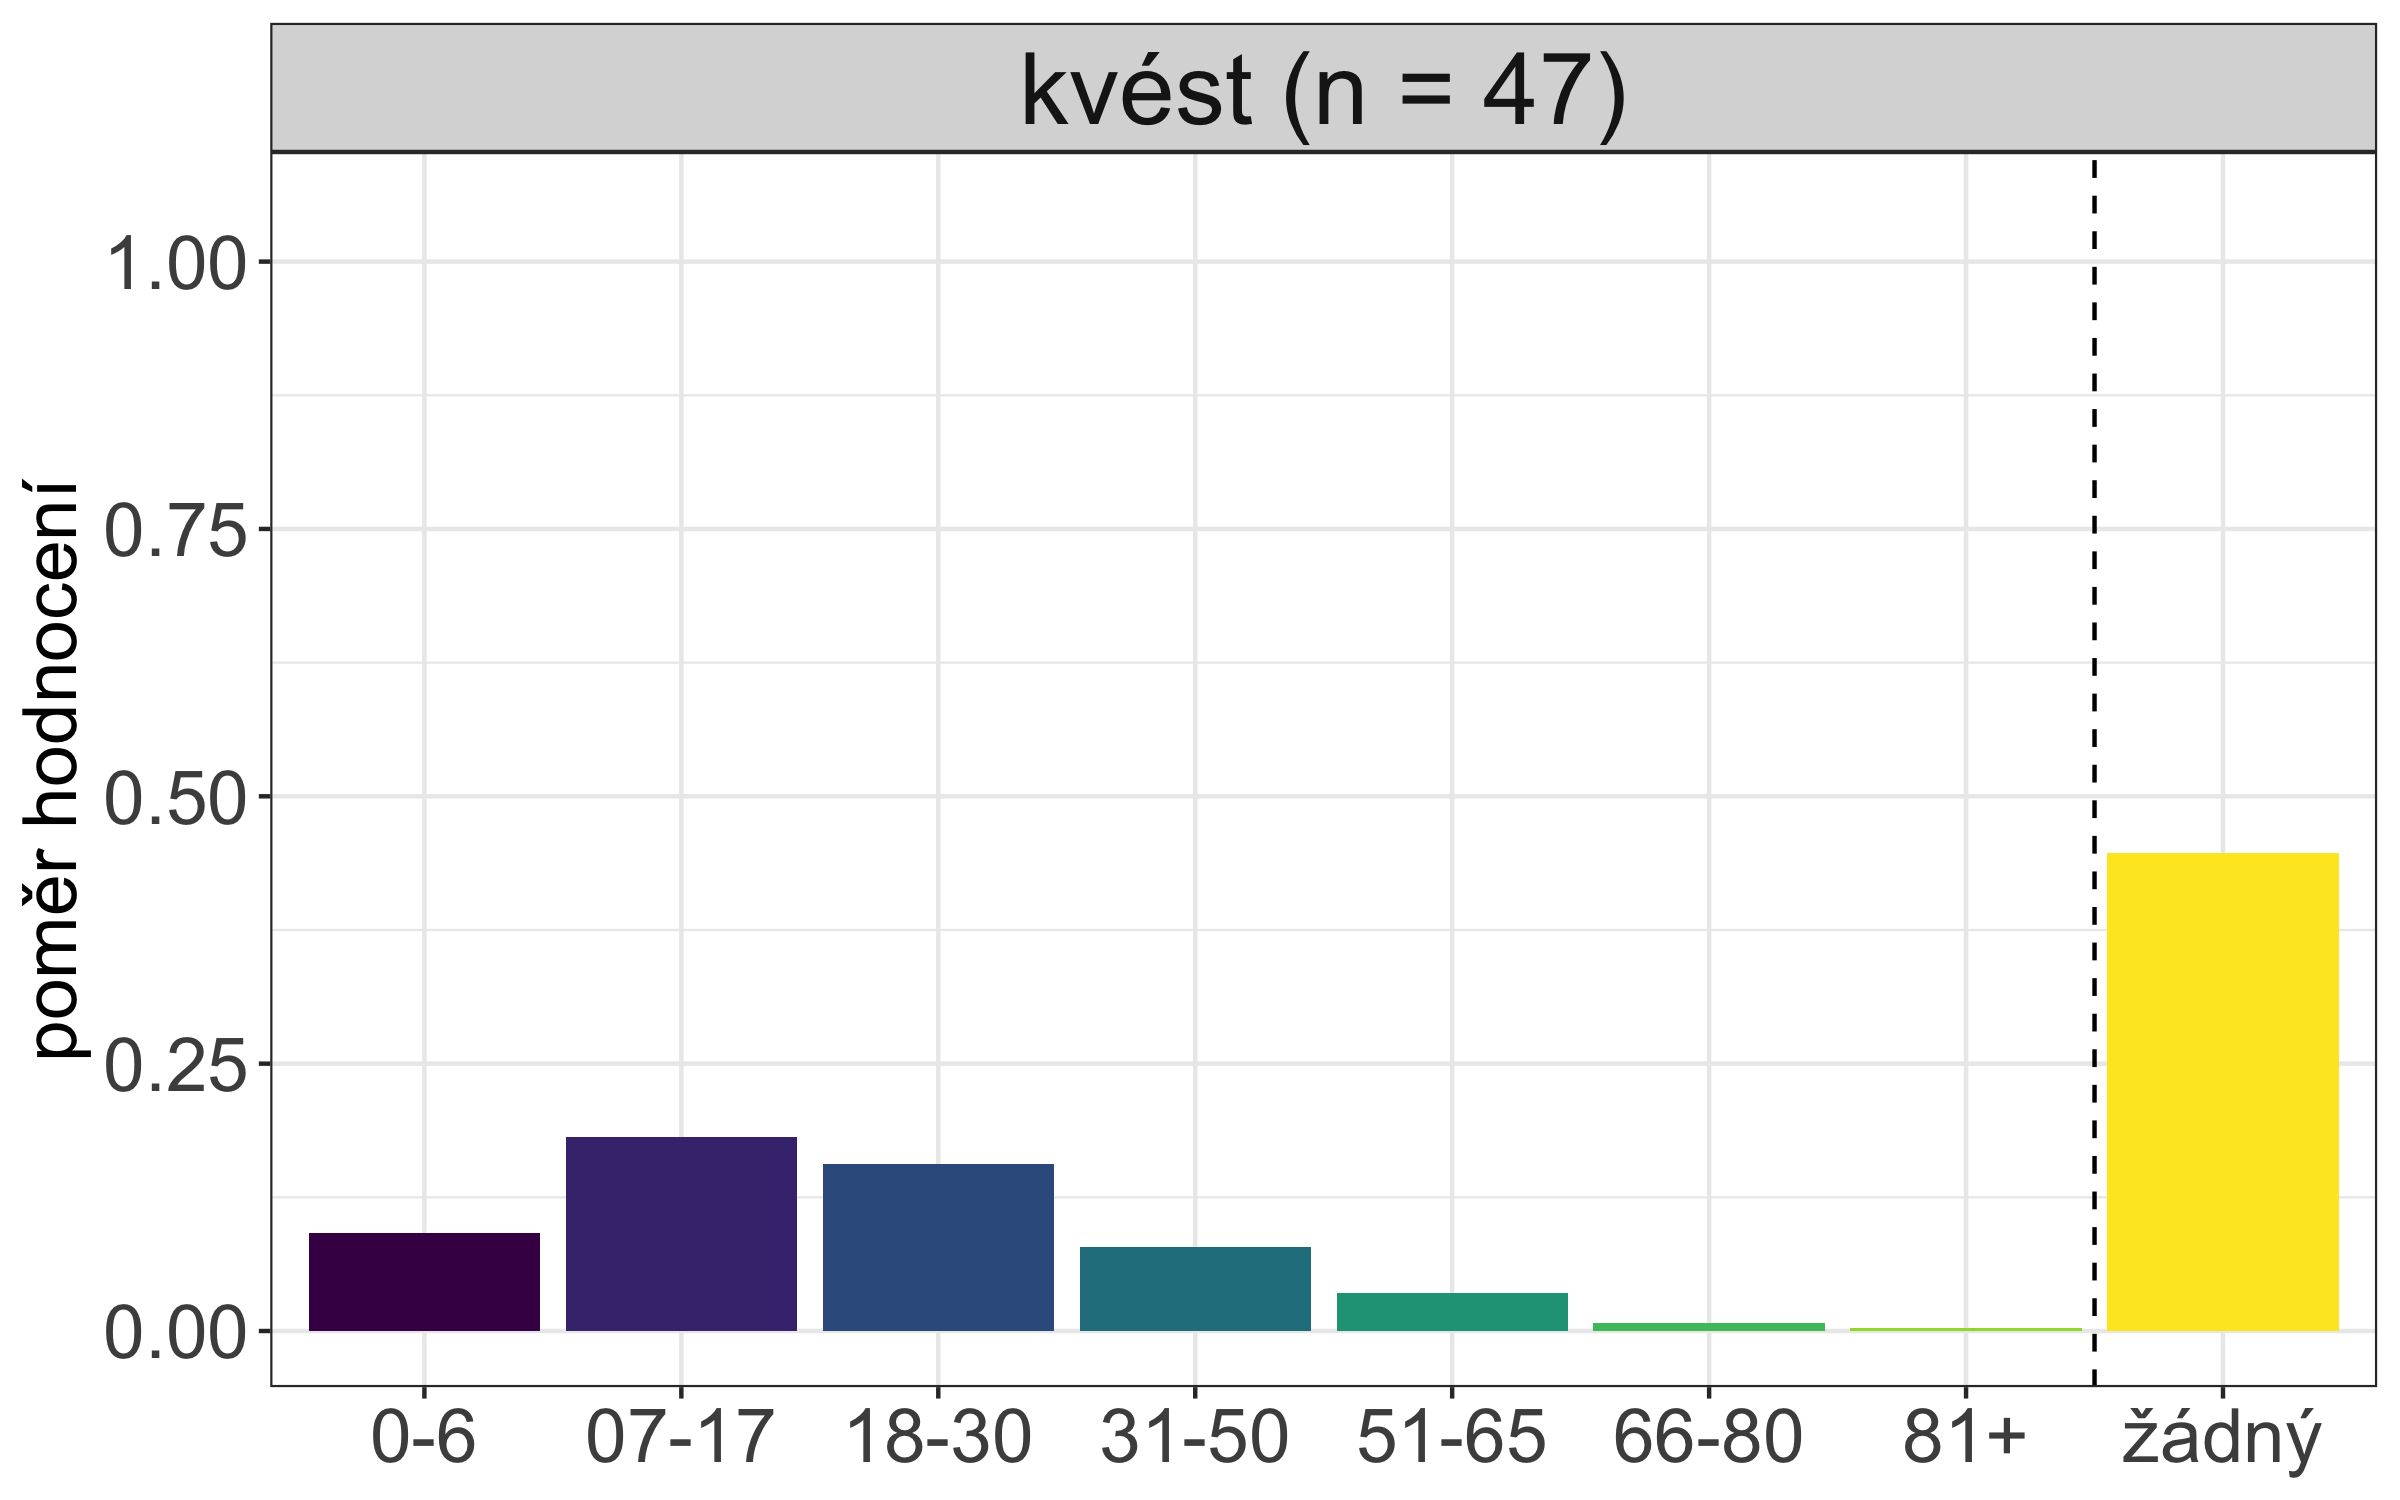 kvést (n = 47)
poměr hodnocení
1.00
0.75
0.50
0.25
0.00
0-6 07-17 18-30 31-50 51-65 66-80 81+ žádný